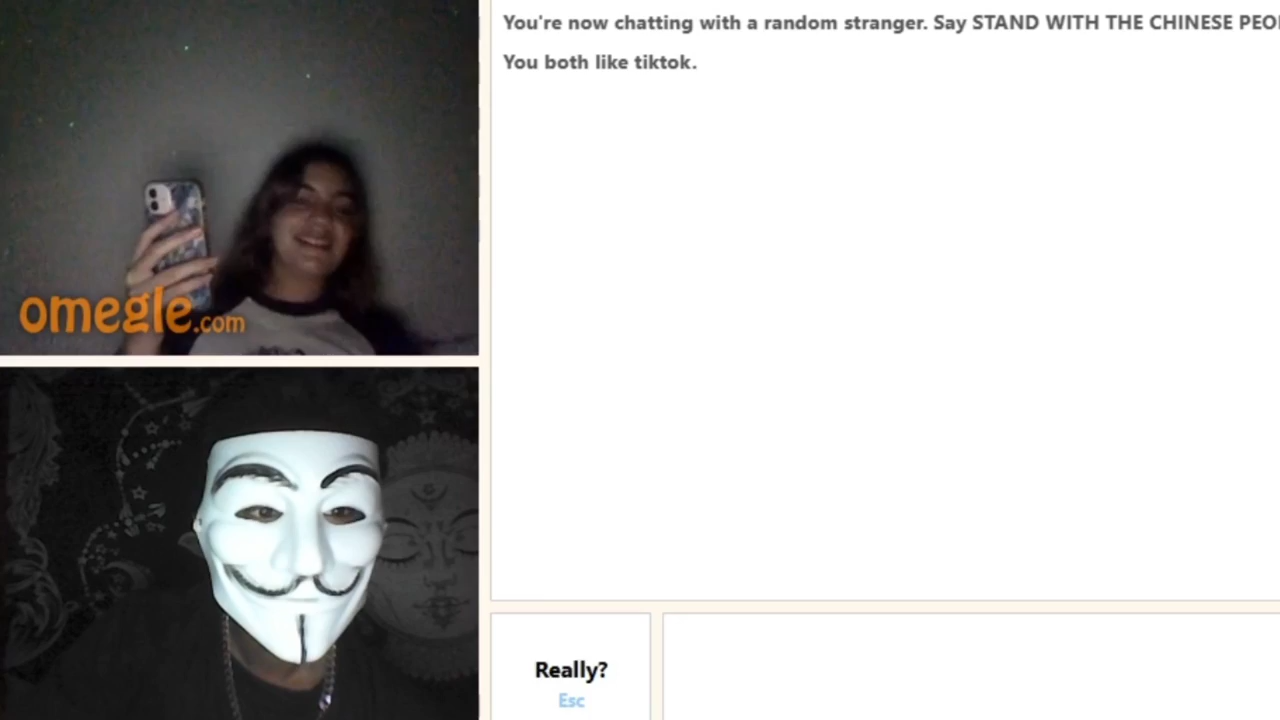 You're now chatting with a random stranger. Say STAND WITH THE CHINESE
You both like tiktok.
omegle.com
Really?
Esc